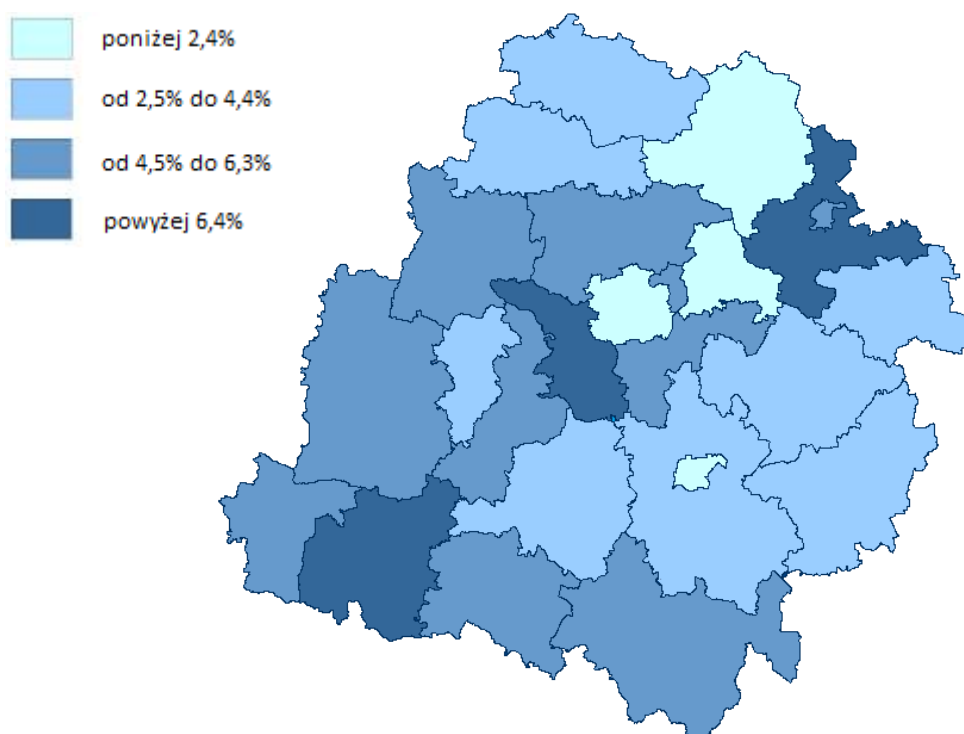 poniżej 2,4%
od 2,5% do 4,4%
od 4,5% do 6,3%
powyżej 6,4%